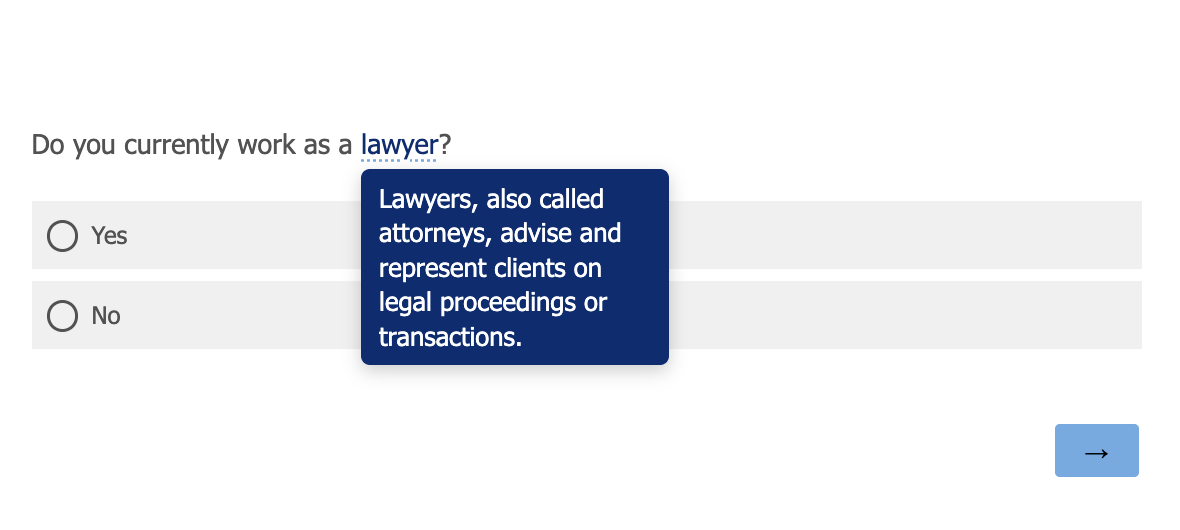 Do you currently work as a lawyer?
Lawyers, also called
attorneys, advise and
represent clients on
legal proceedings or
transactions.
Yes
No
→